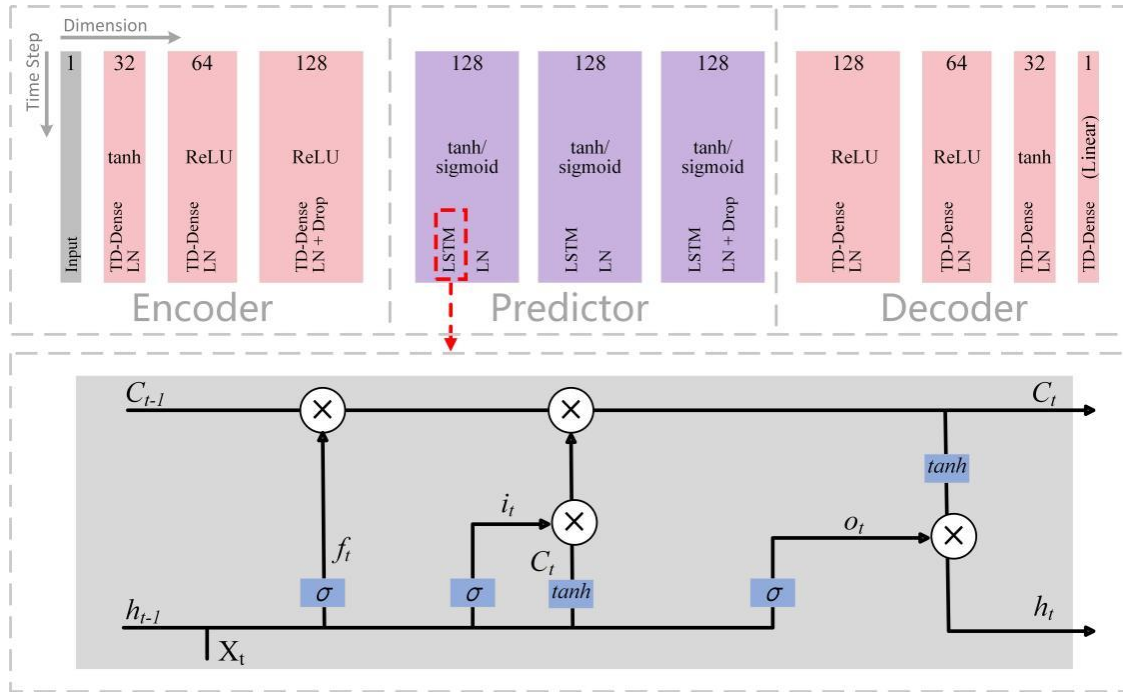 Dimension
Time Step
1 32 64 128
tanh ReLU ReLU
Input
TD-Dense
LN
TD-Dense
LN
TD-Dense
LN + Drop
Encoder
128 128 128
tanh/
sigmoid
tanh/
sigmoid
tanh/
sigmoid
LSTM
LN
LSTM
LN
LSTM
LN + Drop
Predictor
128 64 32 1
ReLU ReLU tanh (Linear)
TD-Dense
LN
TD-Dense
LN
TD-Dense
LN
TD-Dense
Decoder
C_{t-1} × × C_t
tanh
i_t × o_t ×
f_t C_t
σ σ tanh σ
h_{t-1} h_t
X_t